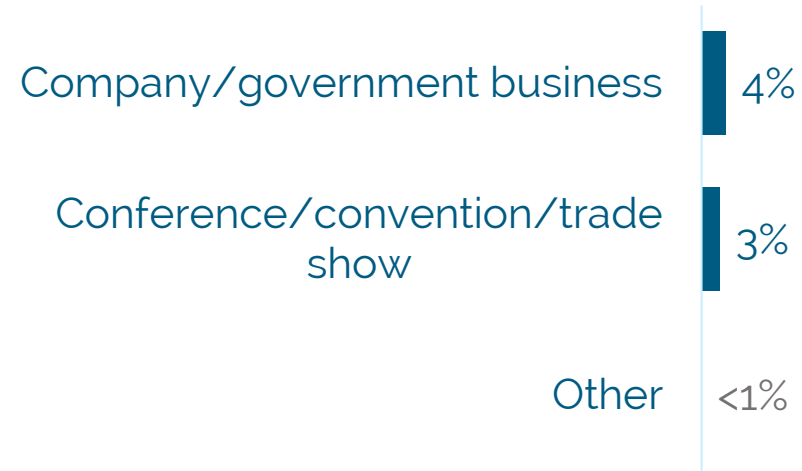 Company/government business 4%
Conference/convention/trade
show
3%
Other <1%